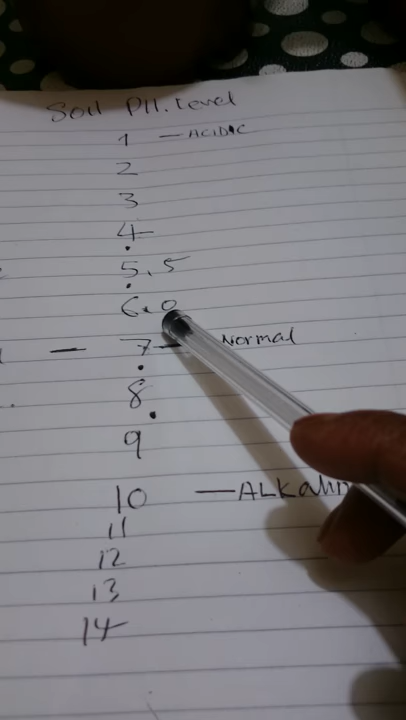 Soil PH. Level
1 — ACIDIC
2
3
4
5.5
6.0
— 7 — Normal
8
9
10 — ALKalin
11
12
13
14